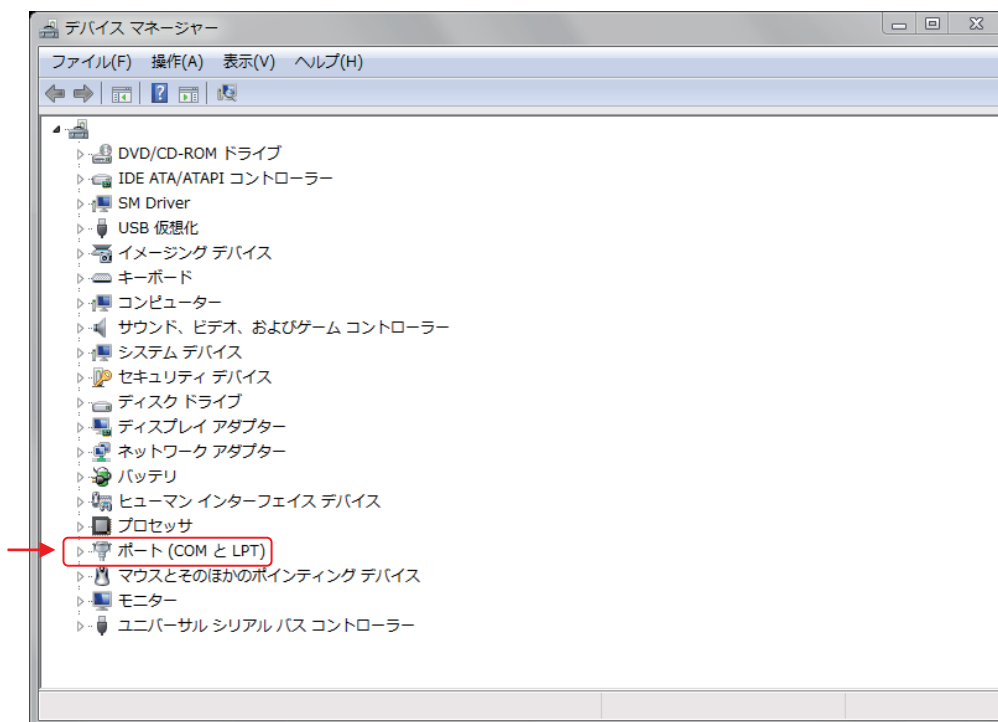 デバイス マネージャー
ファイル(F) 操作(A) 表示(V) ヘルプ(H)
DVD/CD-ROM ドライブ
IDE ATA/ATAPI コントローラー
SM Driver
USB 仮想化
イメージング デバイス
キーボード
コンピューター
サウンド、ビデオ、およびゲーム コントローラー
システム デバイス
セキュリティ デバイス
ディスク ドライブ
ディスプレイ アダプター
ネットワーク アダプター
バッテリ
ヒューマン インターフェイス デバイス
プロセッサ
ポート (COM と LPT)
マウスとそのほかのポインティング デバイス
モニター
ユニバーサル シリアル バス コントローラー